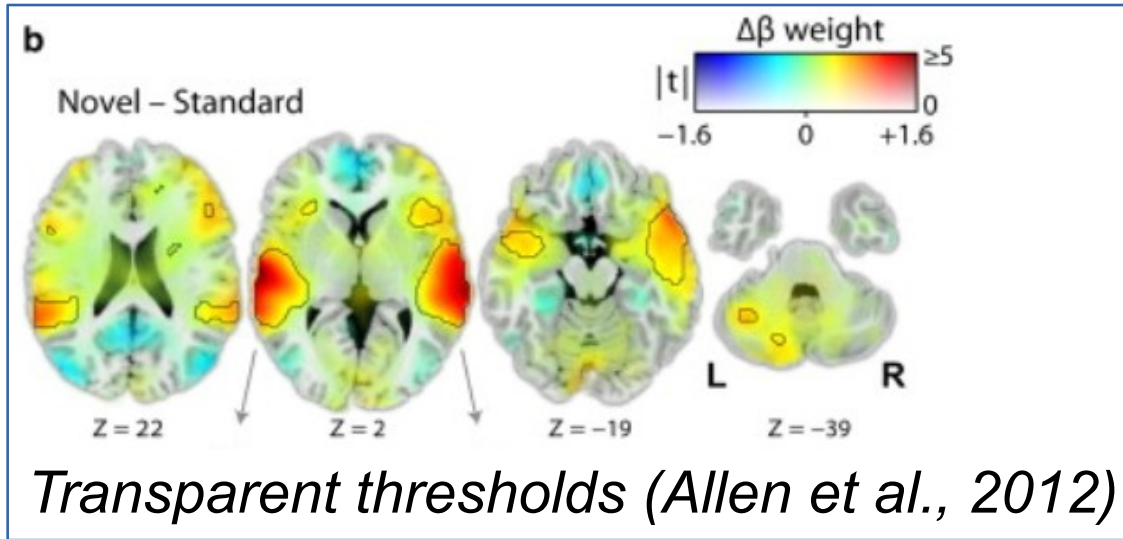 b
Δβ weight
|t|
≥5
0
−1.6 0 +1.6
Novel – Standard
L R
Z = 22 Z = 2 Z = −19 Z = −39
Transparent thresholds (Allen et al., 2012)